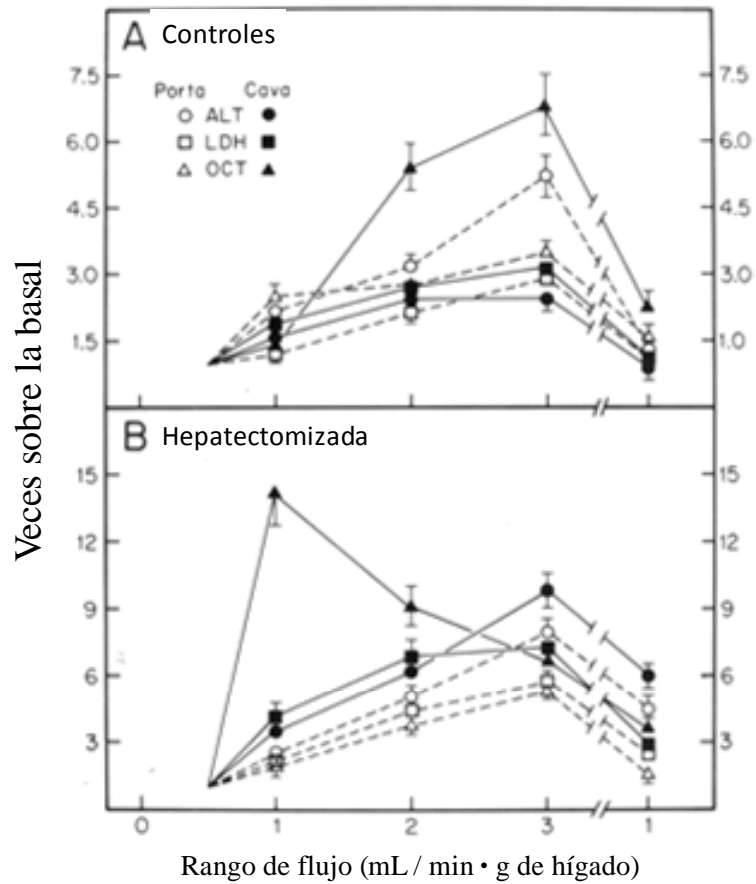 A Controles
7.5 7.5
Porta Cava
ALT
6.0 6.0
LDH
OCT
4.5 4.5
3.0 3.0
1.5 1.0
Veces sobre la basal
B Hepatectomizada
15 15
12 12
9 9
6 6
3 3
0 1 2 3 1
Rango de flujo (mL / min · g de hígado)